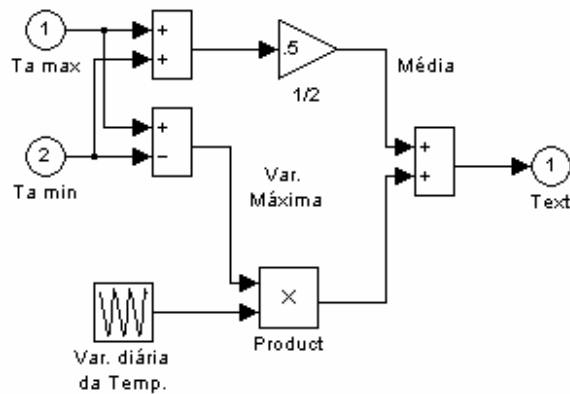 1
+
+
Ta max
.5
1/2
Média
2
+
−
Ta min
Var.
Máxima
+
+
1
Text
×
Product
Var. diária
da Temp.